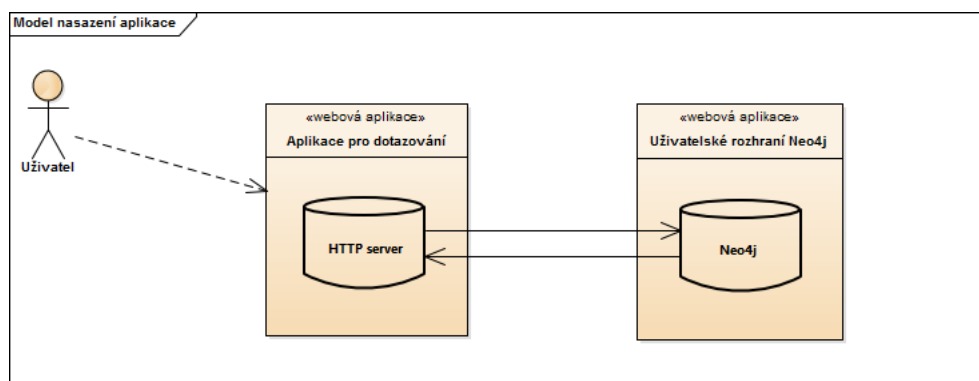 Model nasazení aplikace
Uživatel
«webová aplikace»
Aplikace pro dotazování
HTTP server
«webová aplikace»
Uživatelské rozhraní Neo4j
Neo4j